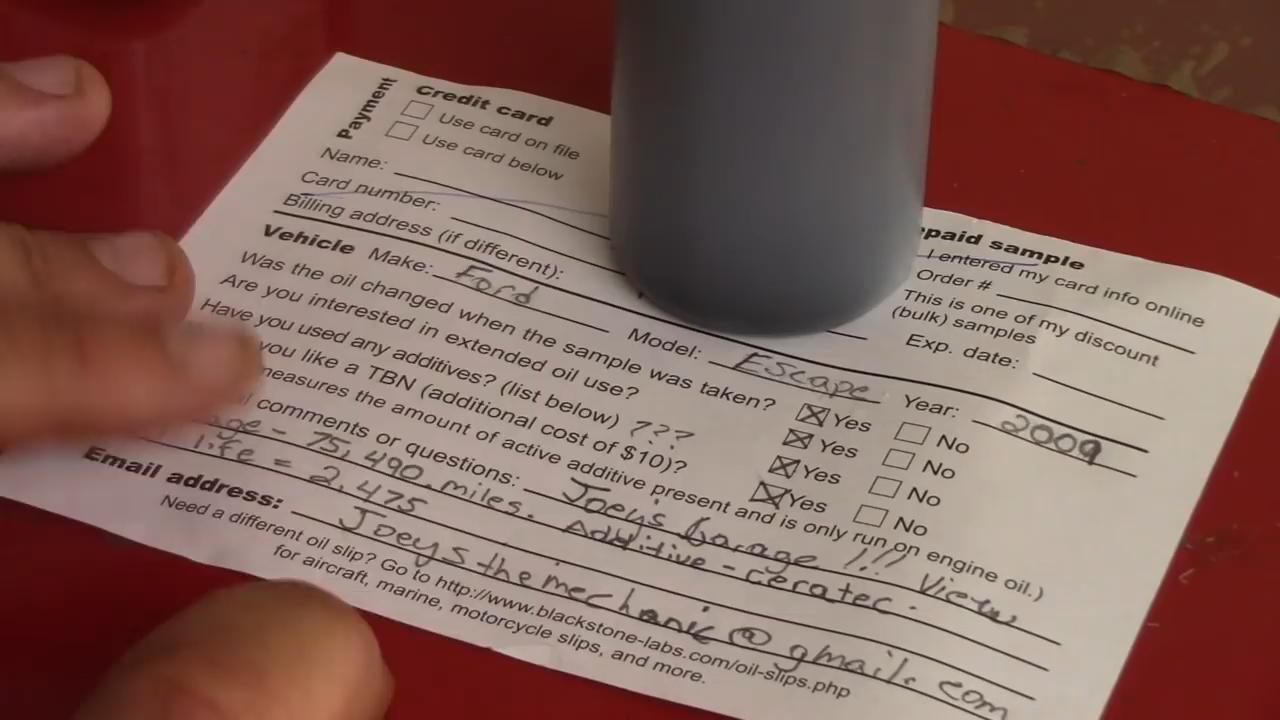 Payment
Credit card
Use card on file
Use card below
Name:
Card number:
Billing address (if different):
paid sample
I entered my card info online
Order #
This is one of my discount
(bulk) samples
Exp. date:
Vehicle Make: Ford Model: Escape Year: 2009
Was the oil changed when the sample was taken? Yes No
Are you interested in extended oil use? Yes No
Have you used any additives? (list below) ??? Yes No
you like a TBN (additional cost of $10)? Yes No
measures the amount of active additive present and is only run on engine oil.)
comments or questions: Joey's Garage !!!
75,490 miles. Additive - ceratec.
life = 2,475
Email address: Joeysthemechanic@gmail.com
Need a different oil slip? Go to http://www.blackstone-labs.com/oil-slips.php
for aircraft, marine, motorcycle slips, and more.